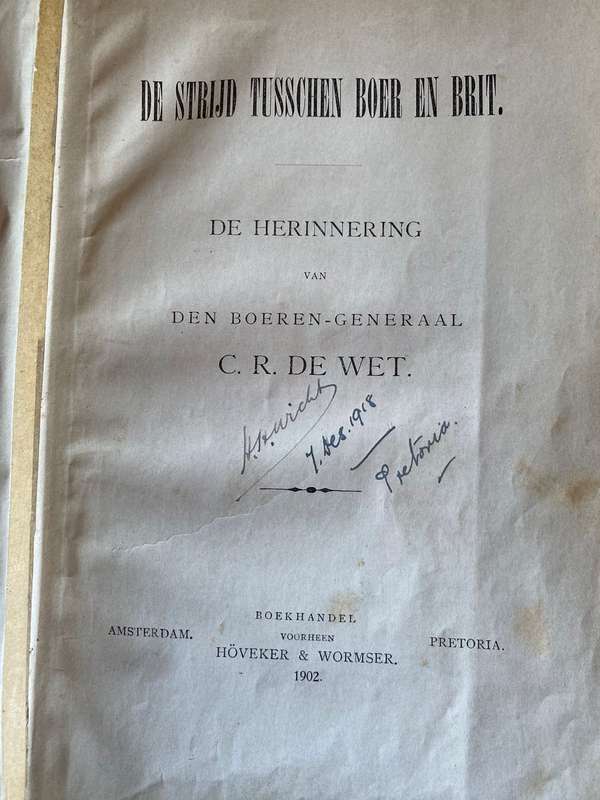 DE STRIJD TUSSCHEN BOER EN BRIT.
DE HERINNERING
VAN
DEN BOEREN-GENERAAL
C. R. DE WET.
7. Des. 1918
Pretoria.
BOEKHANDEL
AMSTERDAM. VOORHEEN PRETORIA.
HÖVEKER & WORMSER.
1902.